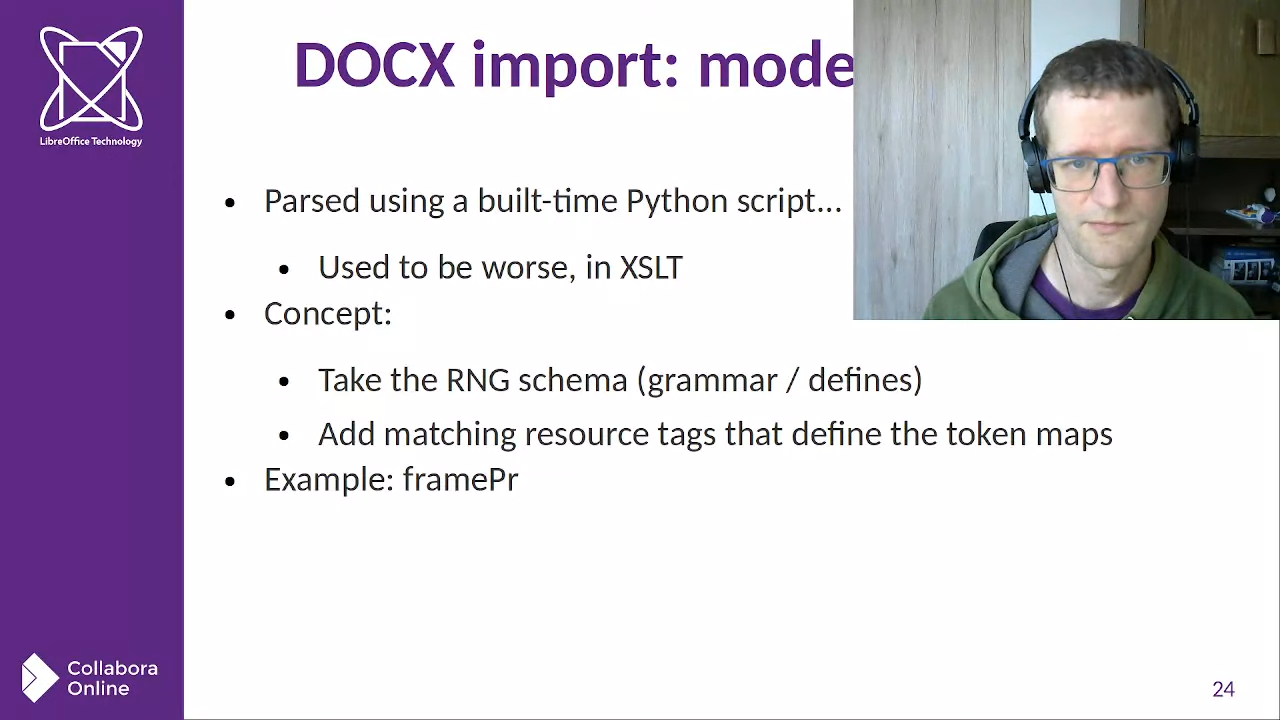 DOCX import: mode
LibreOffice Technology
Parsed using a built-time Python script...
Used to be worse, in XSLT
Concept:
Take the RNG schema (grammar / defines)
Add matching resource tags that define the token maps
Example: framePr
Collabora
Online
24